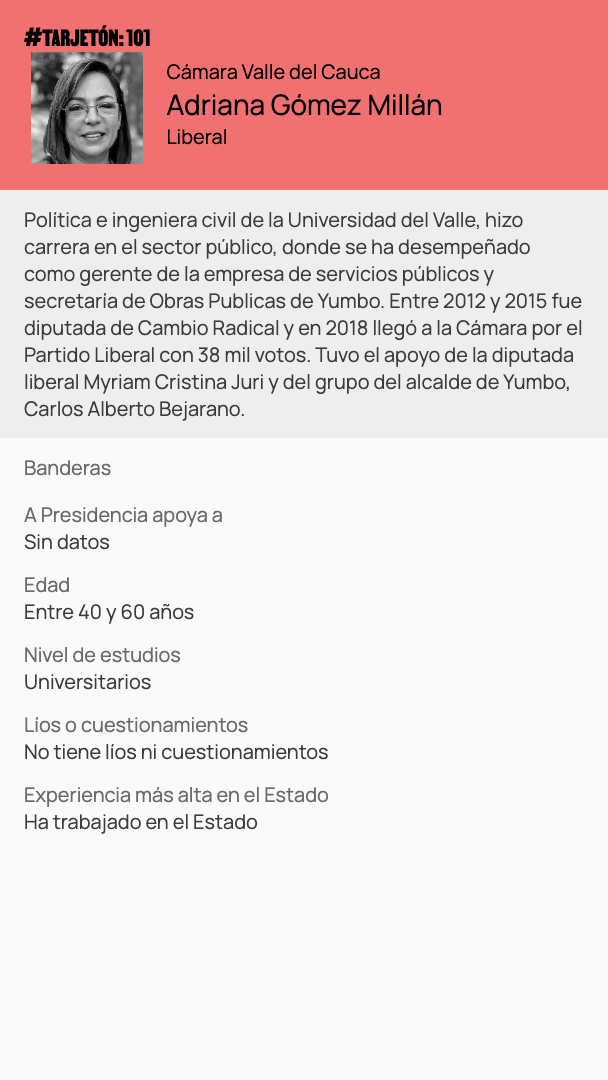 #TARJETÓN: 101
Cámara Valle del Cauca
Adriana Gómez Millán
Liberal
Política e ingeniera civil de la Universidad del Valle, hizo
carrera en el sector público, donde se ha desempeñado
como gerente de la empresa de servicios públicos y
secretaría de Obras Publicas de Yumbo. Entre 2012 y 2015 fue
diputada de Cambio Radical y en 2018 llegó a la Cámara por el
Partido Liberal con 38 mil votos. Tuvo el apoyo de la diputada
liberal Myriam Cristina Juri y del grupo del alcalde de Yumbo,
Carlos Alberto Bejarano.
Banderas
A Presidencia apoya a
Sin datos
Edad
Entre 40 y 60 años
Nivel de estudios
Universitarios
Líos o cuestionamientos
No tiene líos ni cuestionamientos
Experiencia más alta en el Estado
Ha trabajado en el Estado